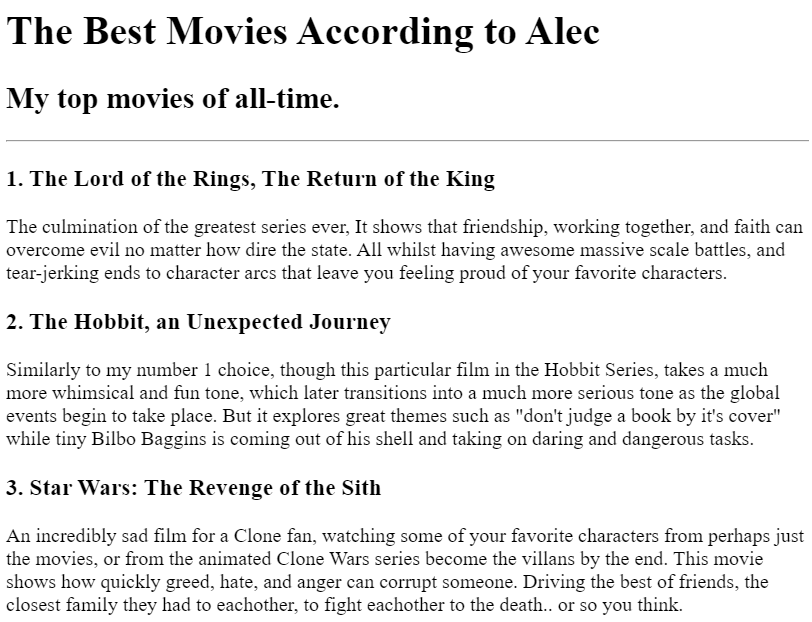 The Best Movies According to Alec
My top movies of all-time.
1. The Lord of the Rings, The Return of the King
The culmination of the greatest series ever, It shows that friendship, working together, and faith can
overcome evil no matter how dire the state. All whilst having awesome massive scale battles, and
tear-jerking ends to character arcs that leave you feeling proud of your favorite characters.
2. The Hobbit, an Unexpected Journey
Similarly to my number 1 choice, though this particular film in the Hobbit Series, takes a much
more whimsical and fun tone, which later transitions into a much more serious tone as the global
events begin to take place. But it explores great themes such as "don't judge a book by it's cover"
while tiny Bilbo Baggins is coming out of his shell and taking on daring and dangerous tasks.
3. Star Wars: The Revenge of the Sith
An incredibly sad film for a Clone fan, watching some of your favorite characters from perhaps just
the movies, or from the animated Clone Wars series become the villans by the end. This movie
shows how quickly greed, hate, and anger can corrupt someone. Driving the best of friends, the
closest family they had to eachother, to fight eachother to the death.. or so you think.